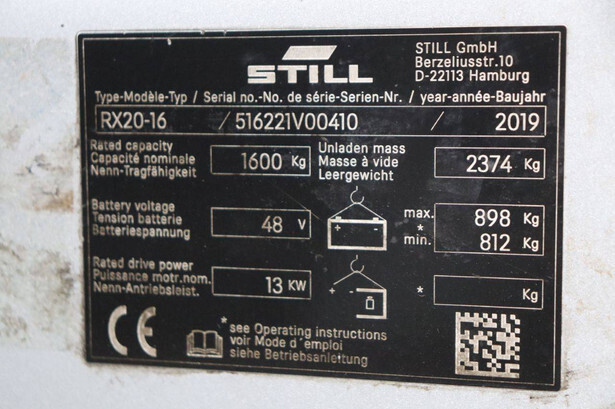 STILL
STILL GmbH
Berzeliusstr.10
D-22113 Hamburg
Type-Modèle-Typ / Serial no.-No. de série-Serien-Nr. / year-année-Baujahr
RX20-16 / 516221V00410 / 2019
Rated capacity
Capacité nominale
Nenn-Tragfähigkeit
1600 Kg
Unladen mass
Masse à vide
Leergewicht
2374 Kg
Battery voltage
Tension batterie
Batteriespannung
48 V
+ -
max. 898 Kg
*
min. 812 Kg
Rated drive power
Puissance motr.nom.
Nenn-Antriebsleist.
13 KW
* Kg
CE
*see Operating instructions
voir Mode d'emploi
siehe Betriebsanleitung